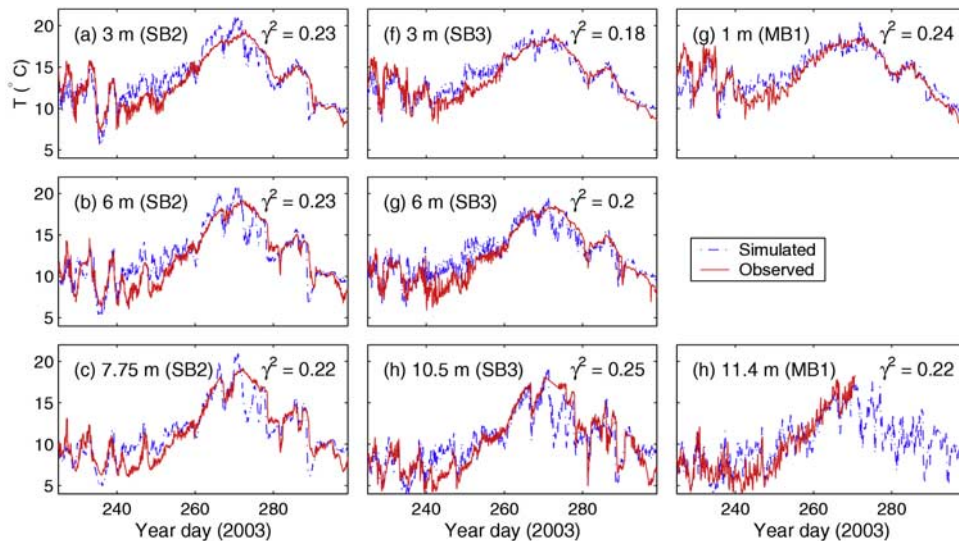 (a) 3 m (SB2) γ² = 0.23
(f) 3 m (SB3) γ² = 0.18
(g) 1 m (MB1) γ² = 0.24
T (°C)
20
15
10
5
(b) 6 m (SB2) γ² = 0.23
(g) 6 m (SB3) γ² = 0.2
20
15
10
5
Simulated
Observed
(c) 7.75 m (SB2) γ² = 0.22
(h) 10.5 m (SB3) γ² = 0.25
(h) 11.4 m (MB1) γ² = 0.22
20
15
10
5
240 260 280
240 260 280
240 260 280
Year day (2003)
Year day (2003)
Year day (2003)